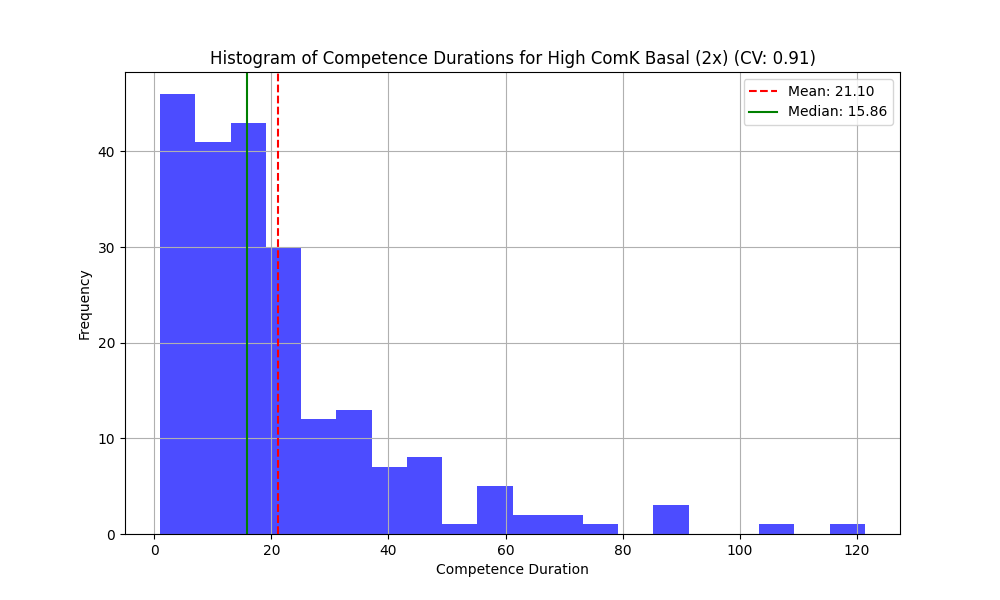 Histogram of Competence Durations for High ComK Basal (2x) (CV: 0.91)
Mean: 21.10
Median: 15.86
Frequency
40
30
20
10
0
0 20 40 60 80 100 120
Competence Duration